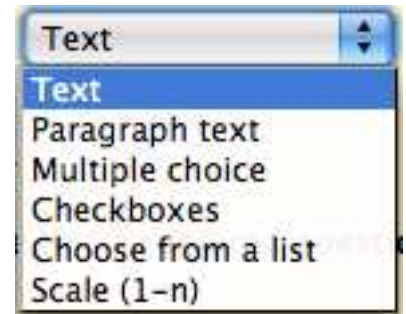 Text
Text
Paragraph text
Multiple choice
Checkboxes
Choose from a list
Scale (1-n)